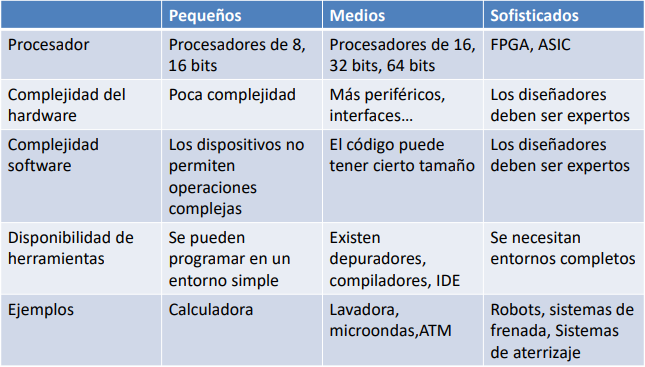 Pequeños Medios Sofisticados
Procesador Procesadores de 8, Procesadores de 16, FPGA, ASIC
16 bits 32 bits, 64 bits
Complejidad del Poca complejidad Más periféricos, Los diseñadores
hardware interfaces… deben ser expertos
Complejidad Los dispositivos no El código puede Los diseñadores
software permiten tener cierto tamaño deben ser expertos
operaciones
complejas
Disponibilidad de Se pueden Existen Se necesitan
herramientas programar en un depuradores, entornos completos
entorno simple compiladores, IDE
Ejemplos Calculadora Lavadora, Robots, sistemas de
microondas,ATM frenada, Sistemas
de aterrizaje